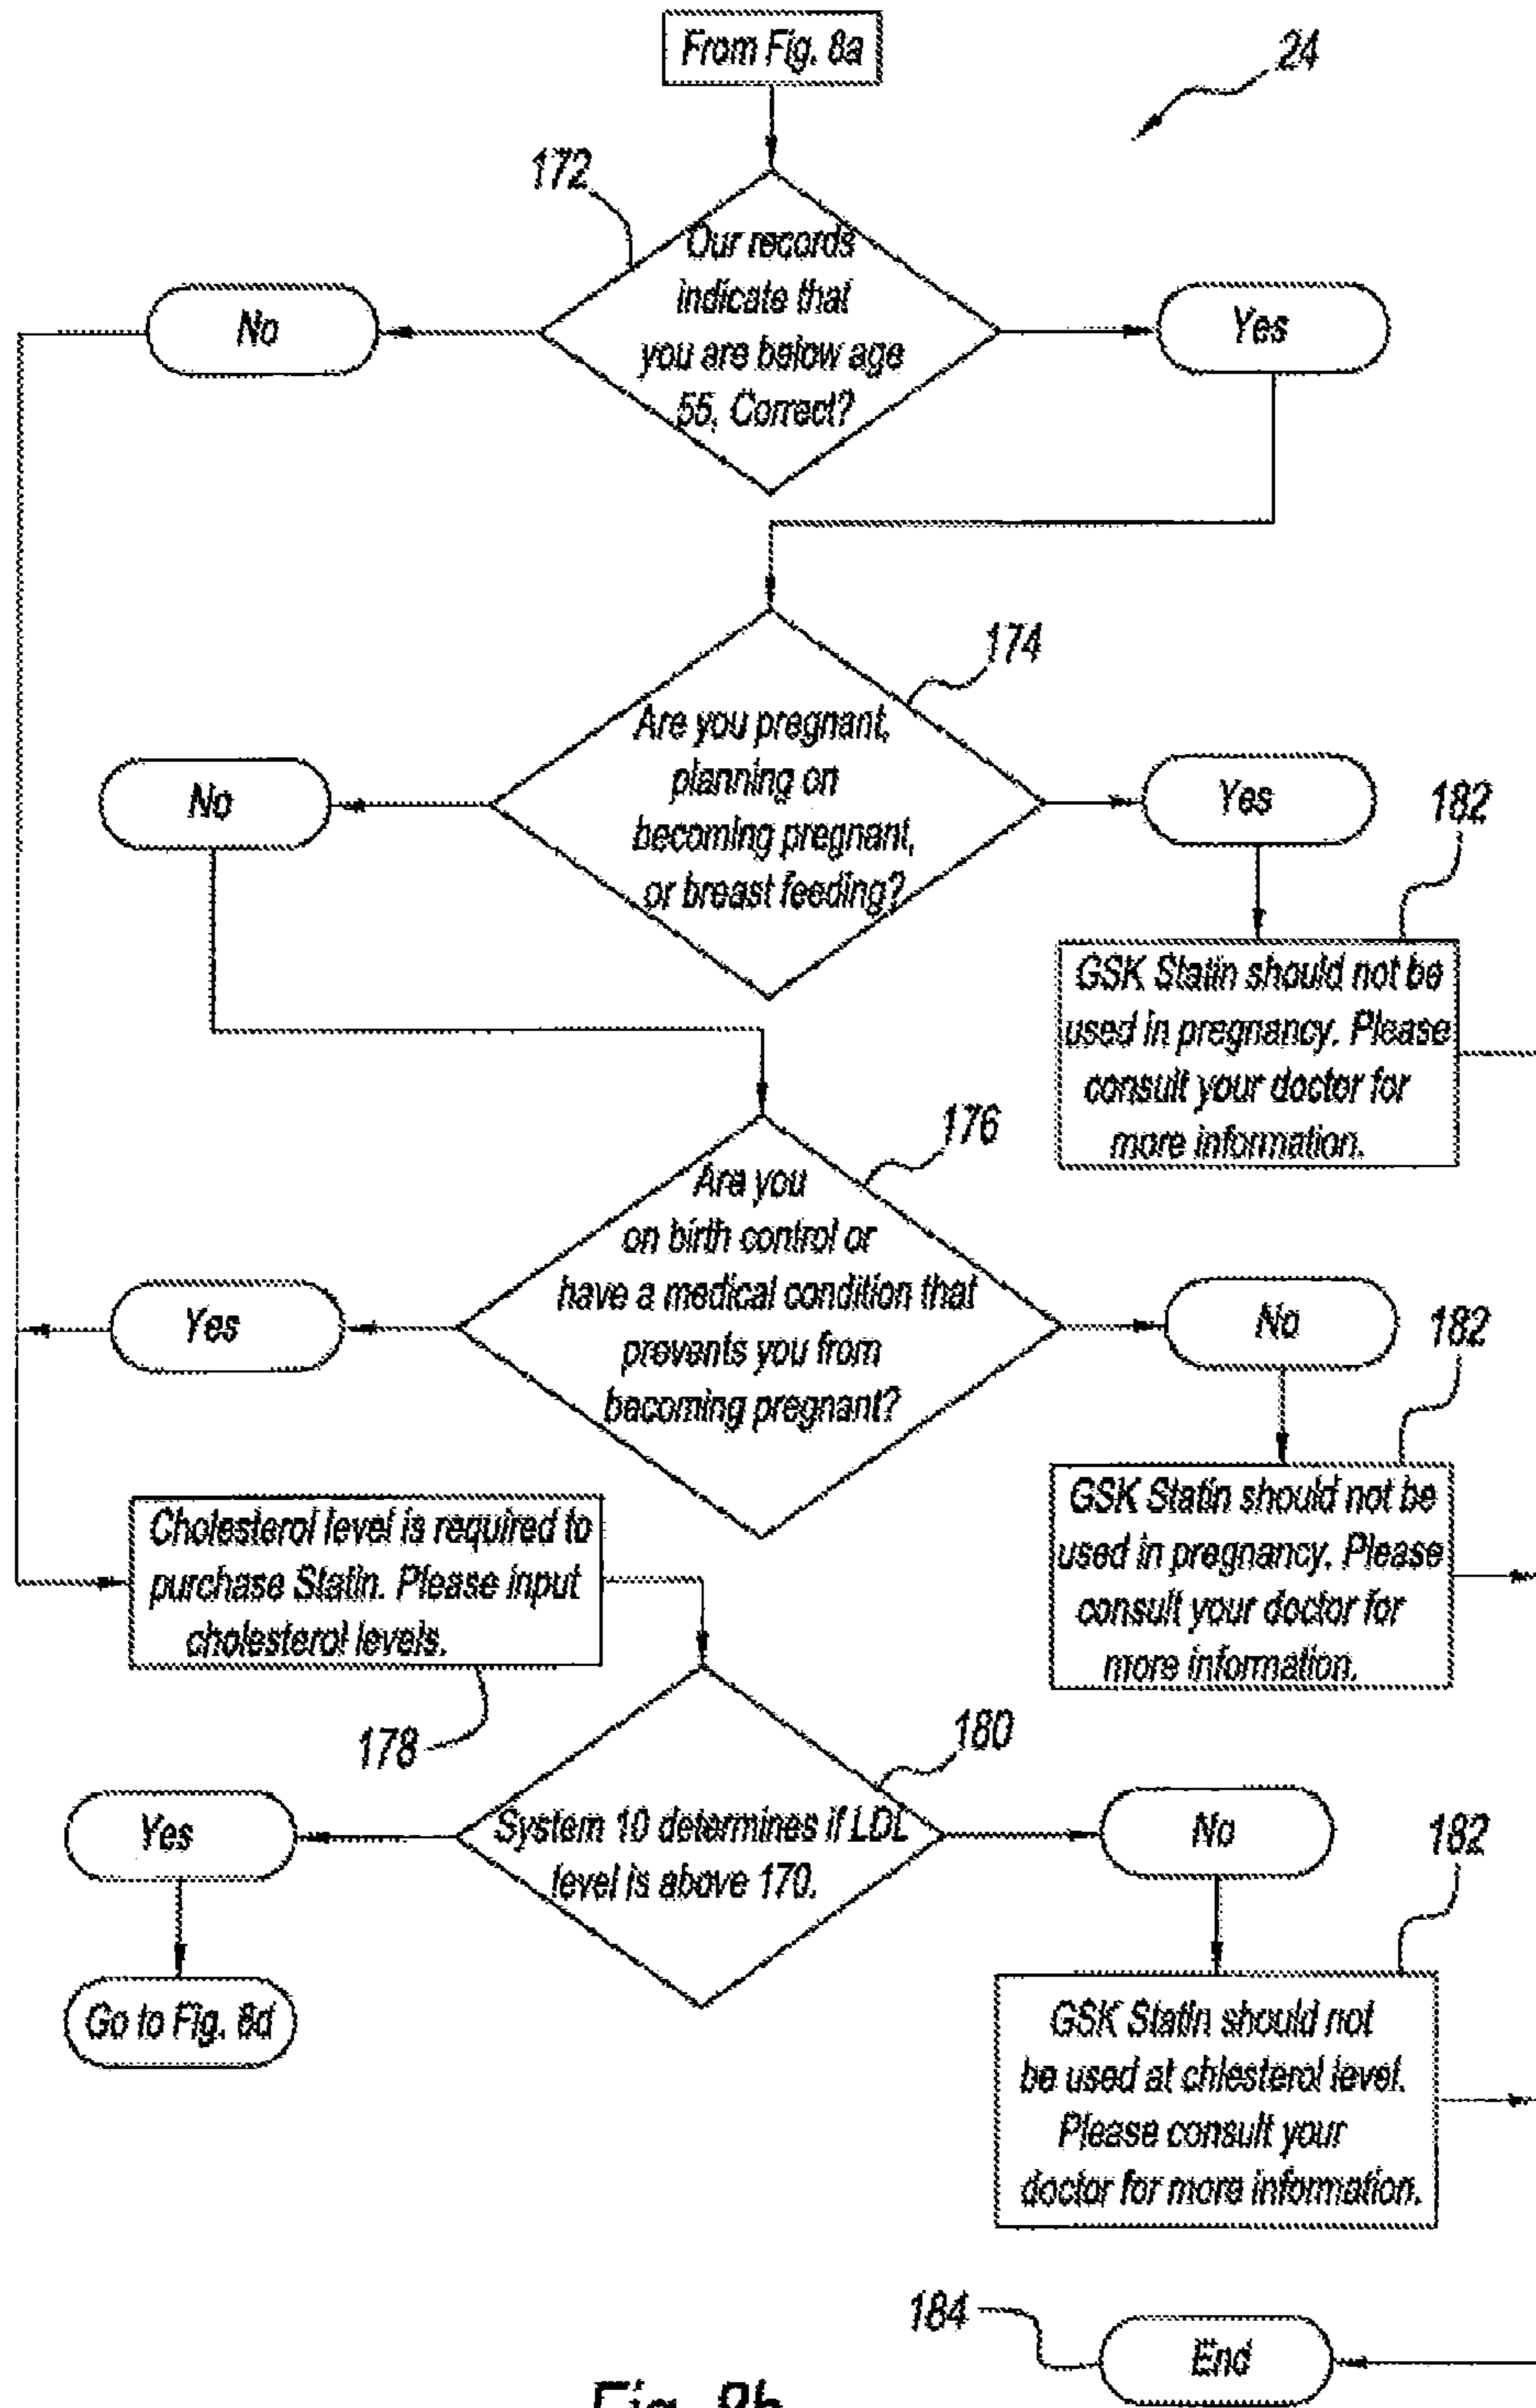 From Fig. 8a
24
172
Our records
indicate that
you are below age
55, Correct?
No
Yes
174
Are you pregnant,
planning on
becoming pregnant,
or breast feeding?
No
Yes
182
GSK Statin should not be
used in pregnancy. Please
consult your doctor for
more information.
176
Are you
on birth control or
have a medical condition that
prevents you from
becoming pregnant?
Yes
No
182
GSK Statin should not be
used in pregnancy. Please
consult your doctor for
more information.
Cholesterol level is required to
purchase Statin. Please input
cholesterol levels.
178
180
System 10 determines if LDL
level is above 170.
Yes
No
182
Go to Fig. 8d
GSK Statin should not
be used at chlesterol level.
Please consult your
doctor for more information.
184
End
Fig. 8b